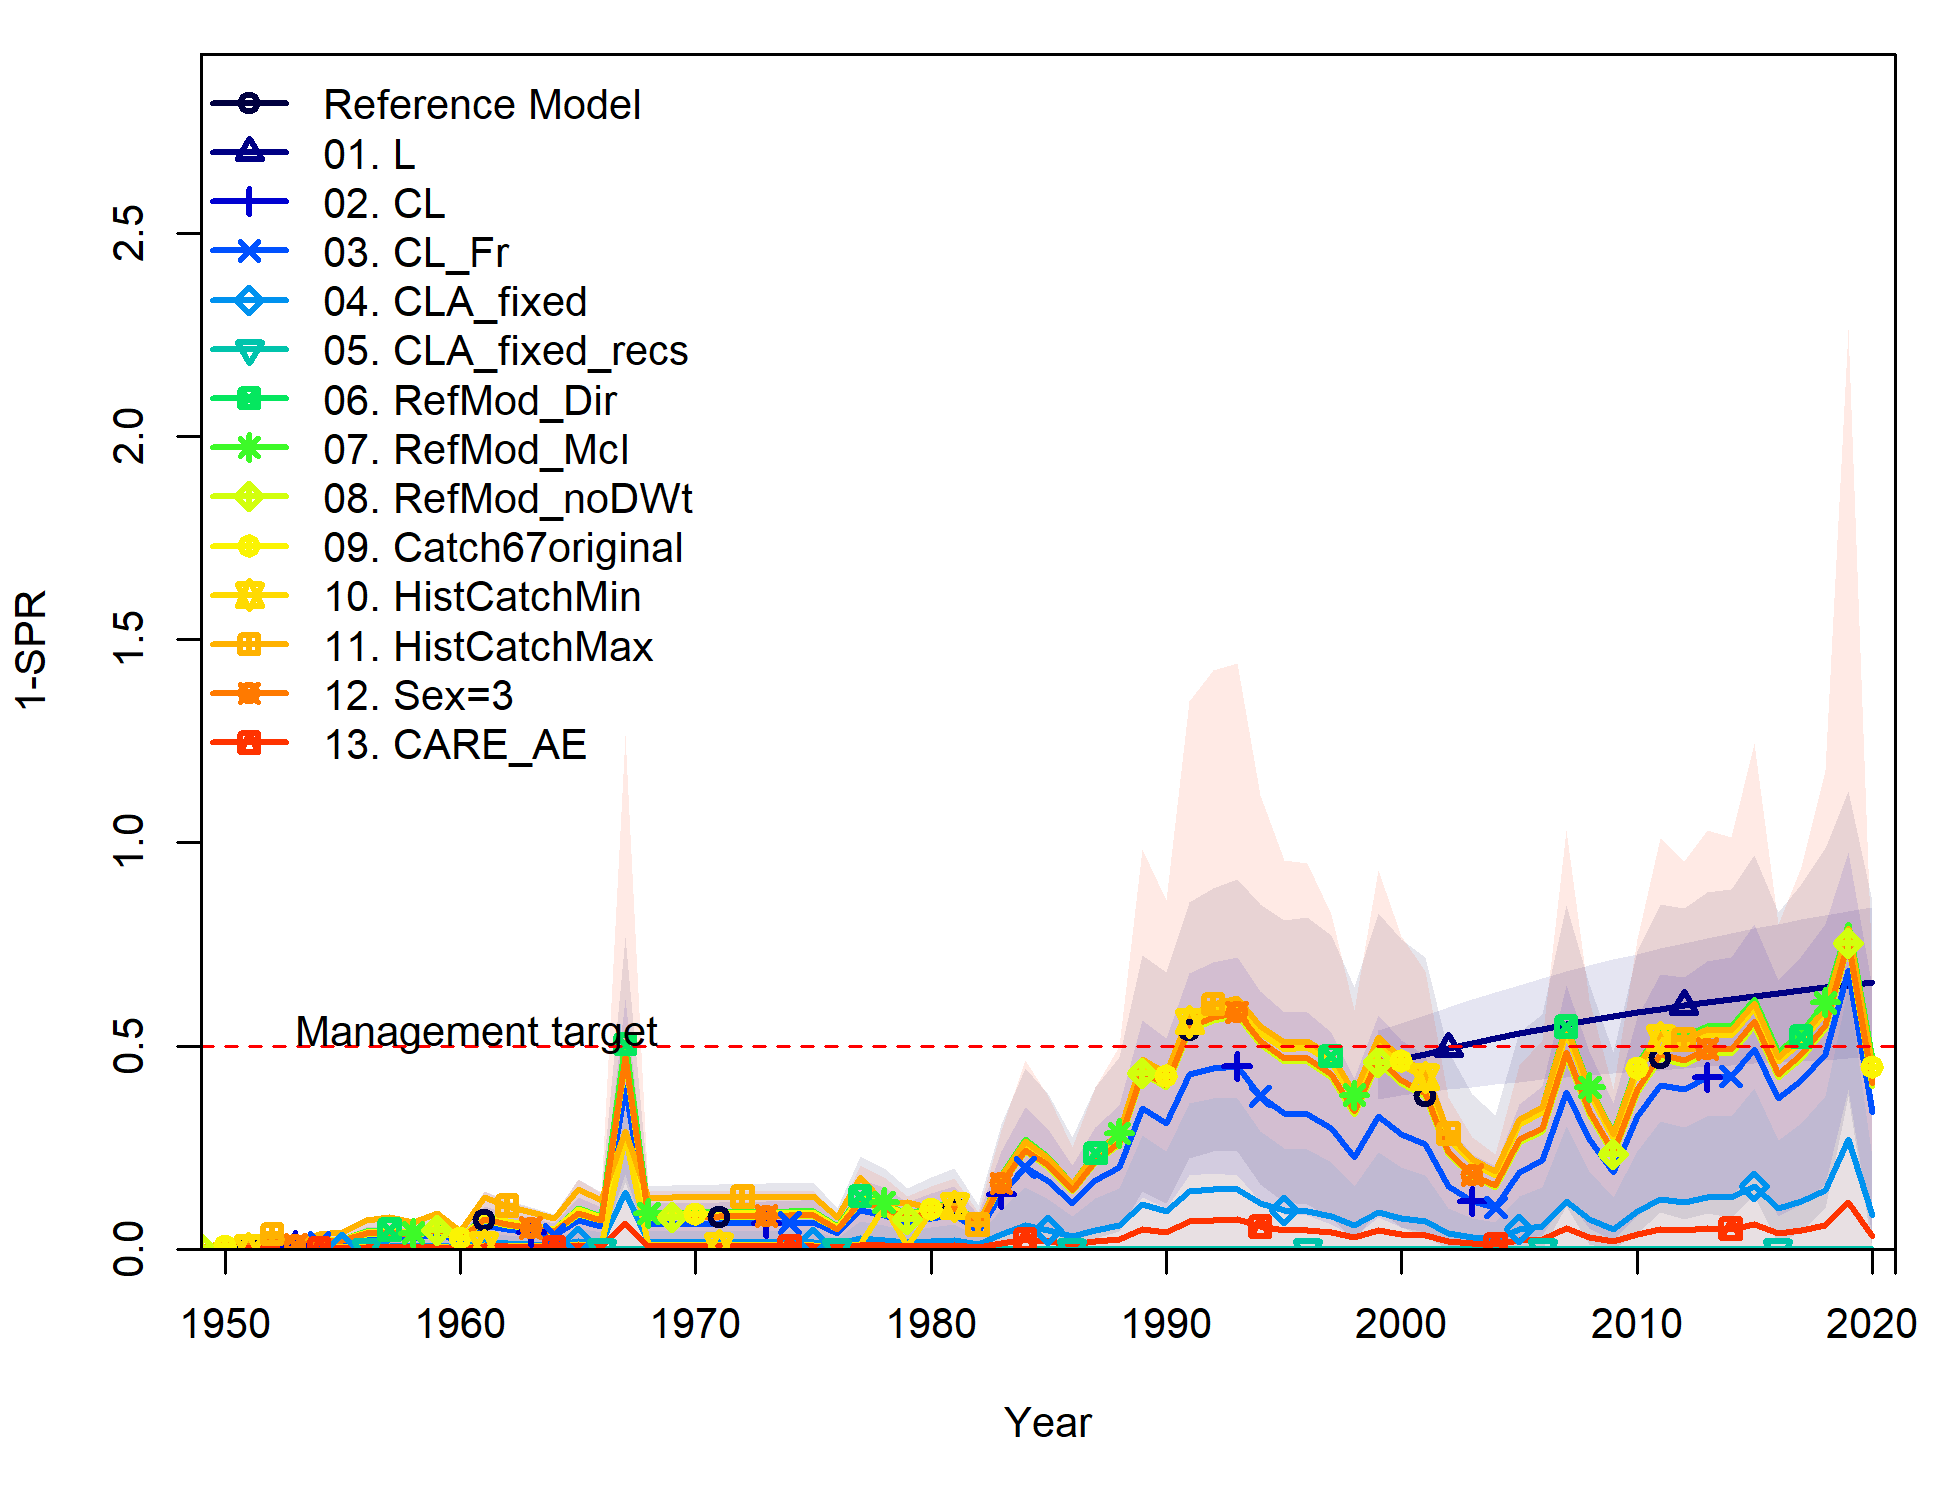 Reference Model
01. L
02. CL
03. CL_Fr
04. CLA_fixed
05. CLA_fixed_recs
06. RefMod_Dir
07. RefMod_McI
08. RefMod_noDWt
09. Catch67original
10. HistCatchMin
11. HistCatchMax
12. Sex=3
13. CARE_AE
Management target
1-SPR
2.5
2.0
1.5
1.0
0.5
0.0
1950 1960 1970 1980 1990 2000 2010 2020
Year